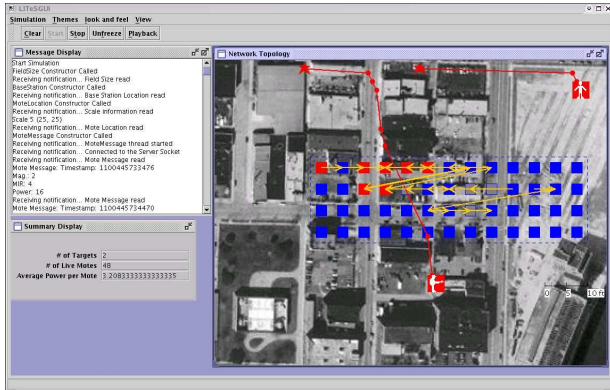 LITeSGUI
Simulation Themes look and feel View
Clear Start Stop Unfreeze Playback
Message Display
Start Simulation
FieldSize Constructor Called
Receiving notification... Field Size read
BaseStation Constructor Called
Receiving notification... Base Station Location read
MoteLocation Constructor Called
Receiving notification... Scale information read
Scale 5 (25, 25)
Receiving notification... Mote Location read
MoteMessage Constructor Called
Receiving notification... MoteMessage thread started
Receiving notification... Connected to the Server Socket
Receiving notification... Mote Message read
Mote Message: Timestamp: 1100445733476
Mag.: 2
MIR: 4
Power: 16
Receiving notification... Mote Message read
Mote Message: Timestamp: 1100445734470
Summary Display
# of Targets 2
# of Live Motes 48
Average Power per Mote 3.2083333333333335
Network Topology
0 5 10 ft